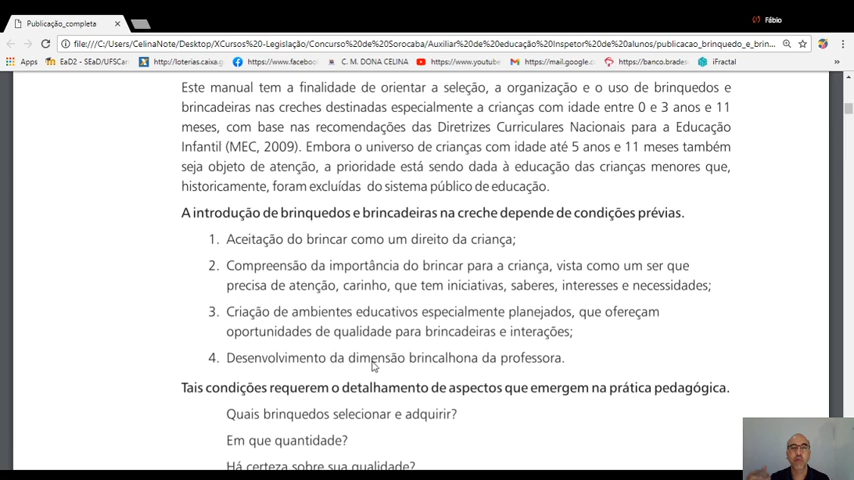 Publicação_completa
Fábio
file:///C:/Users/CelinaNote/Desktop/XCursos%20-Legislação/Concurso%20de%20Sorocaba/Auxiliar%20de%20educação%20Inspetor%20de%20alunos/publicacao_brinquedo_e_brin...
Apps EaD2 - SEaD/UFSCar http://loterias.caixa.g https://www.facebo C. M. DONA CELINA https://www.youtube https://mail.google.c https://banco.brades iFractal
Este manual tem a finalidade de orientar a seleção, a organização e o uso de brinquedos e
brincadeiras nas creches destinadas especialmente a crianças com idade entre 0 e 3 anos e 11
meses, com base nas recomendações das Diretrizes Curriculares Nacionais para a Educação
Infantil (MEC, 2009). Embora o universo de crianças com idade até 5 anos e 11 meses também
seja objeto de atenção, a prioridade está sendo dada à educação das crianças menores que,
historicamente, foram excluídas do sistema público de educação.
A introdução de brinquedos e brincadeiras na creche depende de condições prévias.
1. Aceitação do brincar como um direito da criança;
2. Compreensão da importância do brincar para a criança, vista como um ser que
precisa de atenção, carinho, que tem iniciativas, saberes, interesses e necessidades;
3. Criação de ambientes educativos especialmente planejados, que ofereçam
oportunidades de qualidade para brincadeiras e interações;
4. Desenvolvimento da dimensão brincalhona da professora.
Tais condições requerem o detalhamento de aspectos que emergem na prática pedagógica.
Quais brinquedos selecionar e adquirir?
Em que quantidade?
Há certeza sobre sua qualidade?